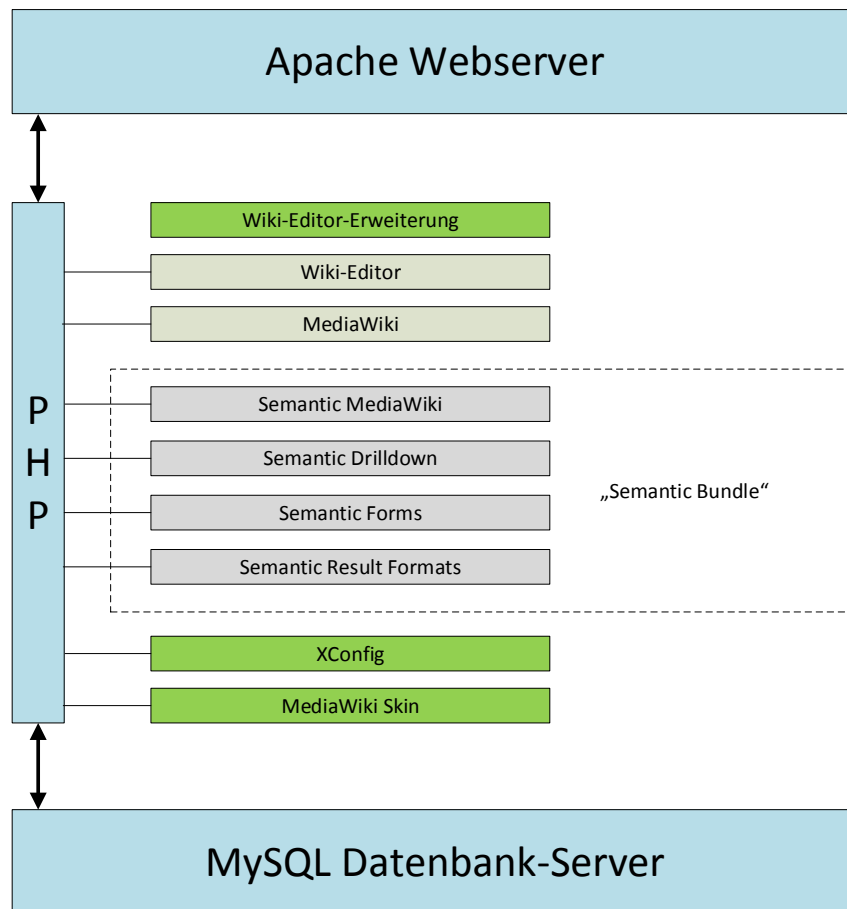 Apache Webserver
Wiki-Editor-Erweiterung
Wiki-Editor
MediaWiki
P
H
P
Semantic MediaWiki
Semantic Drilldown
Semantic Forms
Semantic Result Formats
„Semantic Bundle“
XConfig
MediaWiki Skin
MySQL Datenbank-Server